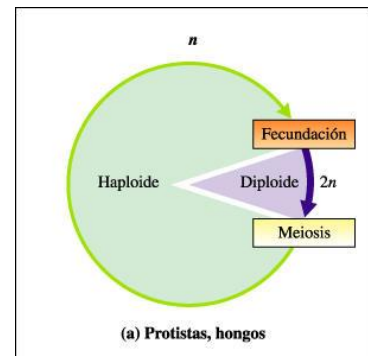 n
Fecundación
Haploide
Diploide
2n
Meiosis
(a) Protistas, hongos